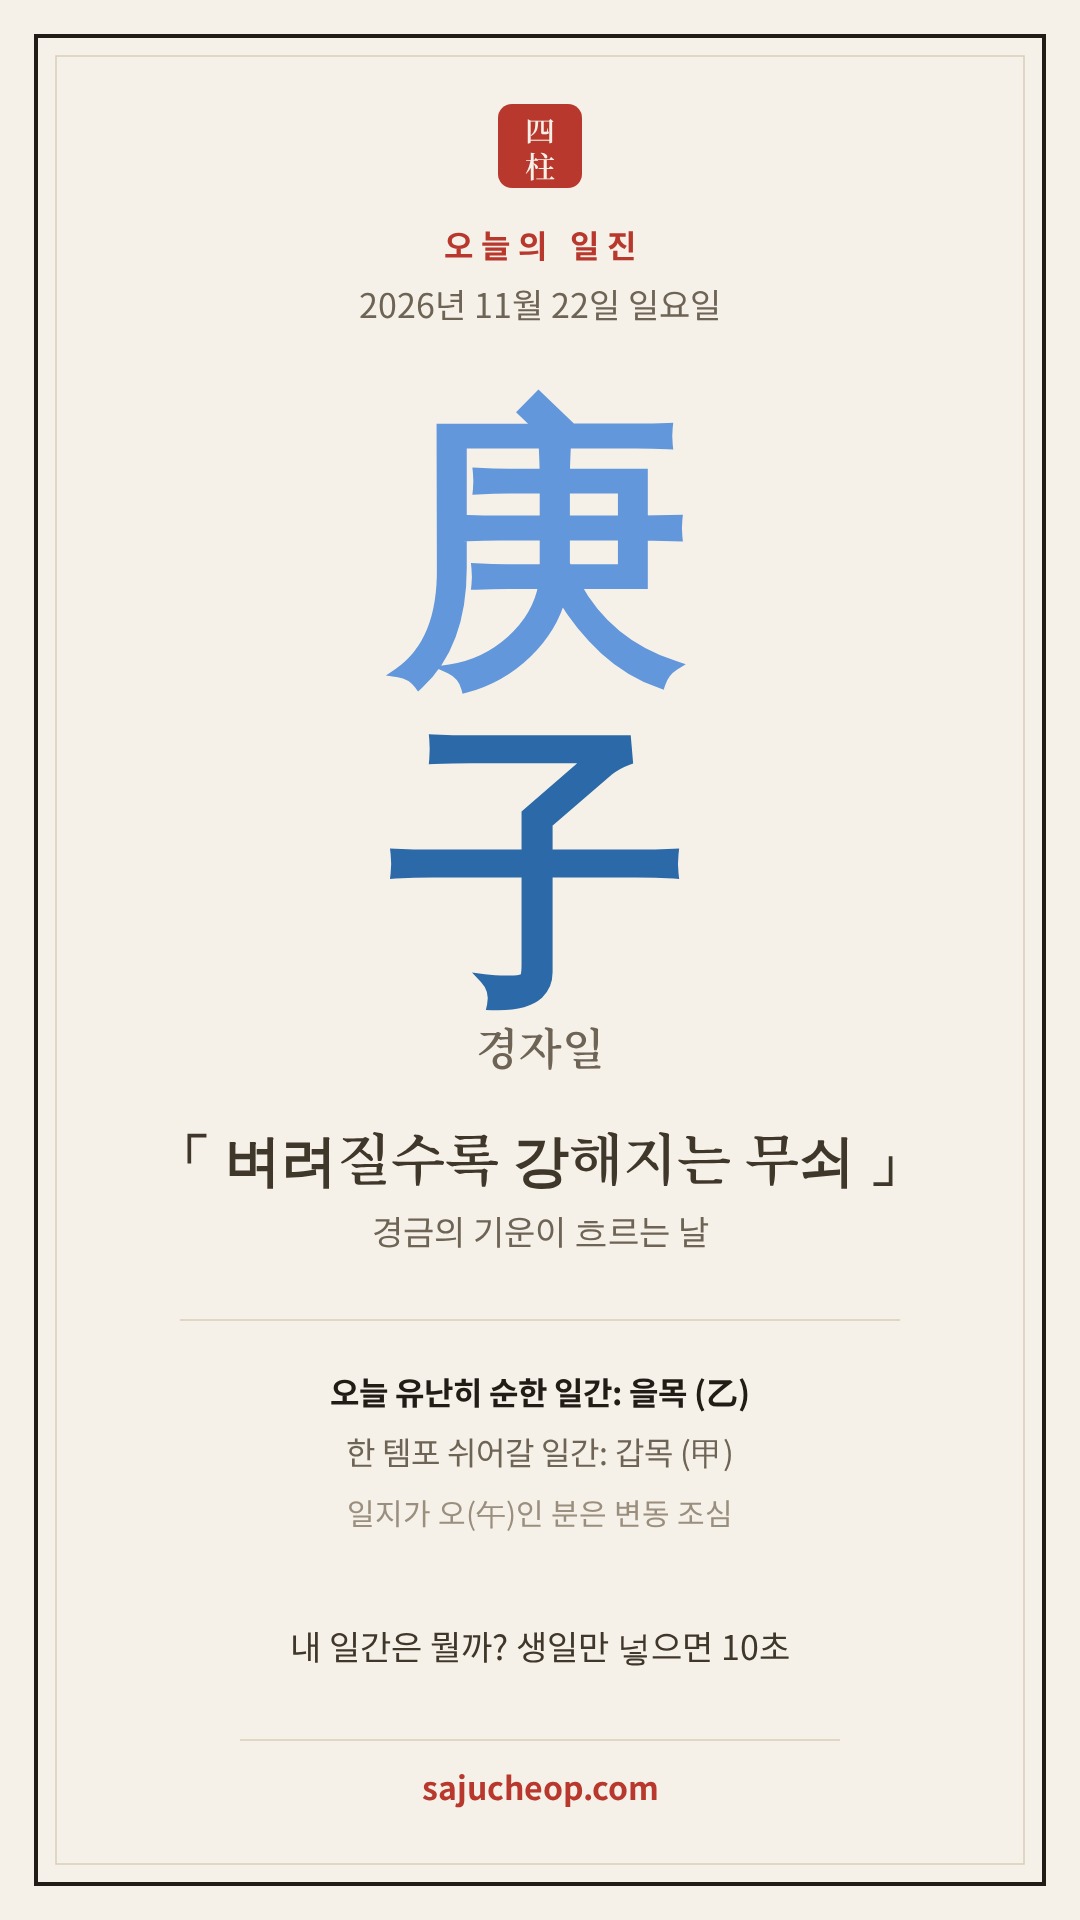 四
柱
오늘의 일진
2026년 11월 22일 일요일
庚
子
경자일
「 벼려질수록 강해지는 무쇠 」
경금의 기운이 흐르는 날
오늘 유난히 순한 일간: 을목 (乙)
한 템포 쉬어갈 일간: 갑목 (甲)
일지가 오(午)인 분은 변동 조심
내 일간은 뭘까? 생일만 넣으면 10초
sajucheop.com